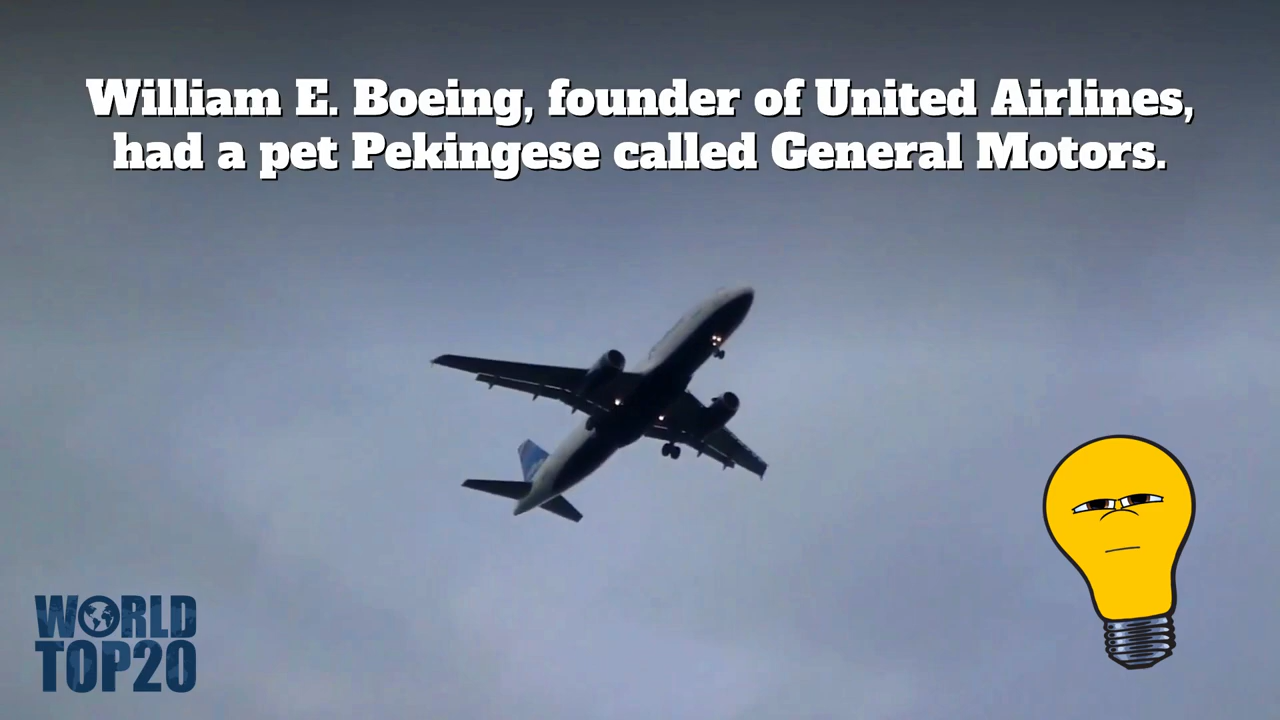 William E. Boeing, founder of United Airlines,
had a pet Pekingese called General Motors.
WORLD
TOP20